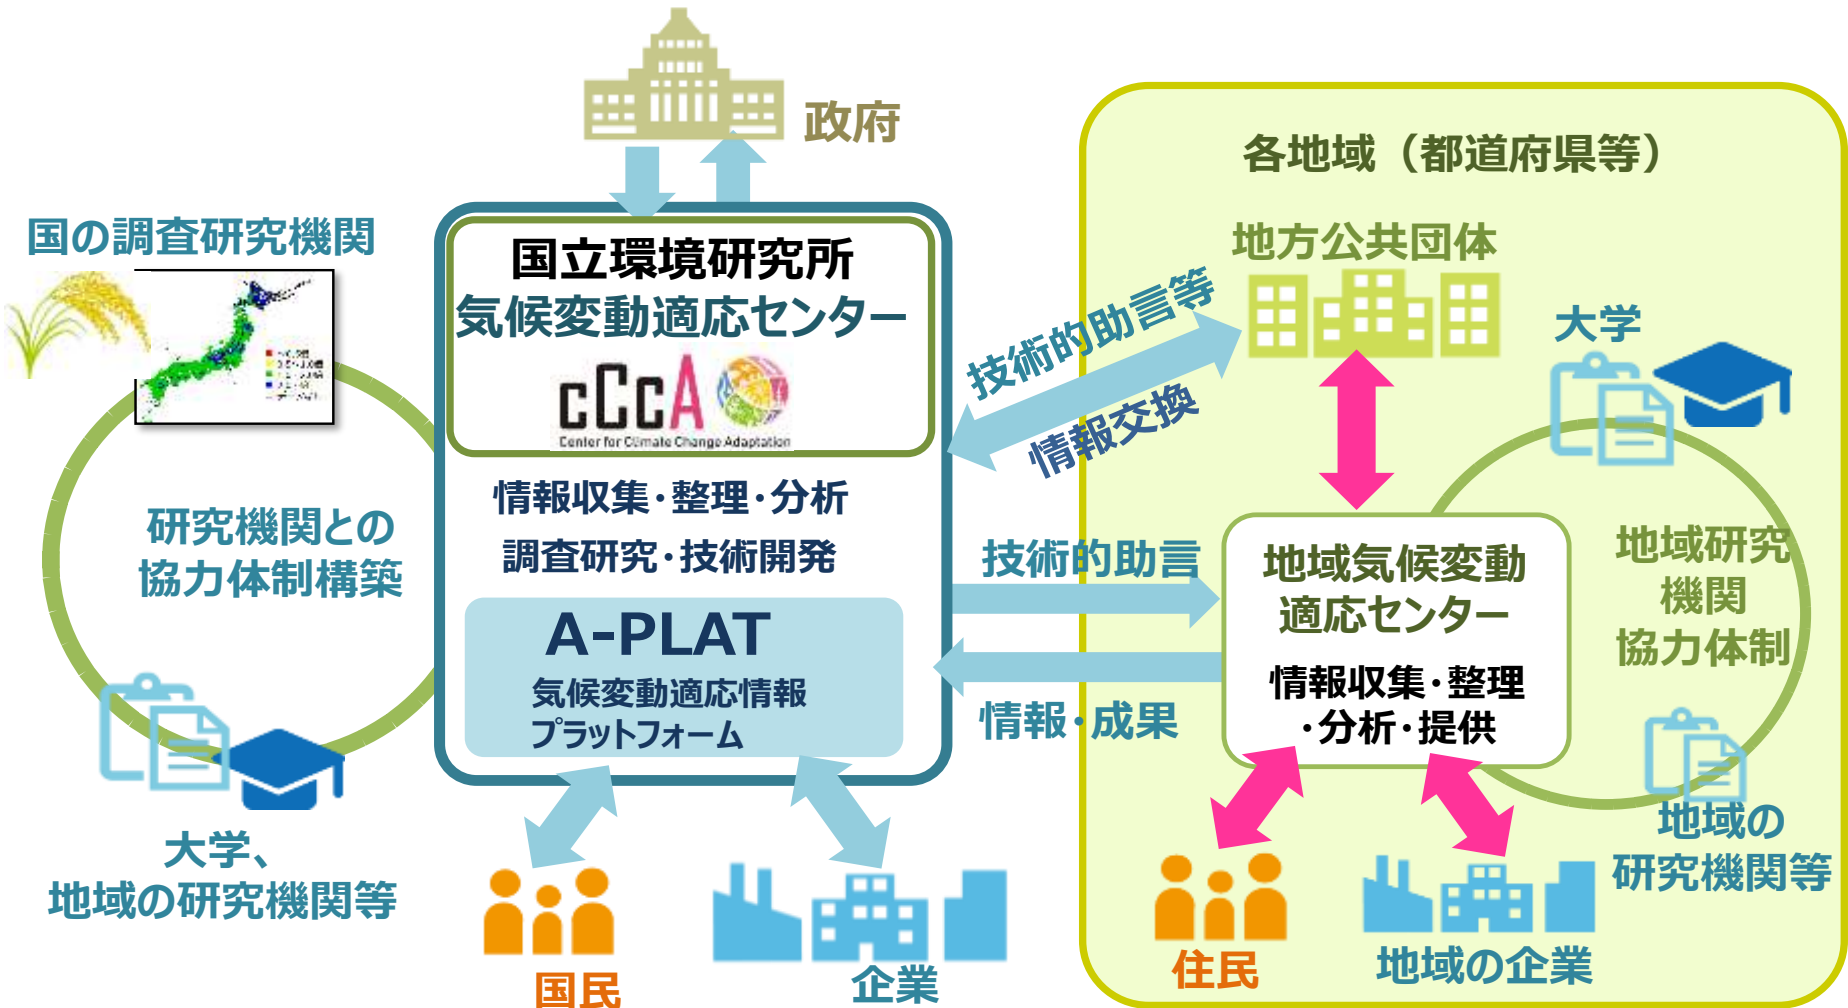 政府
各地域（都道府県等）
国の調査研究機関
国立環境研究所
気候変動適応センター
cCcA
Center for Climate Change Adaptation
地方公共団体
技術的助言等
情報交換
大学
情報収集･整理･分析
調査研究･技術開発
研究機関との
協力体制構築
技術的助言
地域気候変動
適応センター
地域研究
機関
協力体制
A-PLAT
気候変動適応情報
プラットフォーム
情報収集･整理
･分析･提供
情報･成果
大学、
地域の研究機関等
地域の
研究機関等
国民
企業
住民
地域の企業